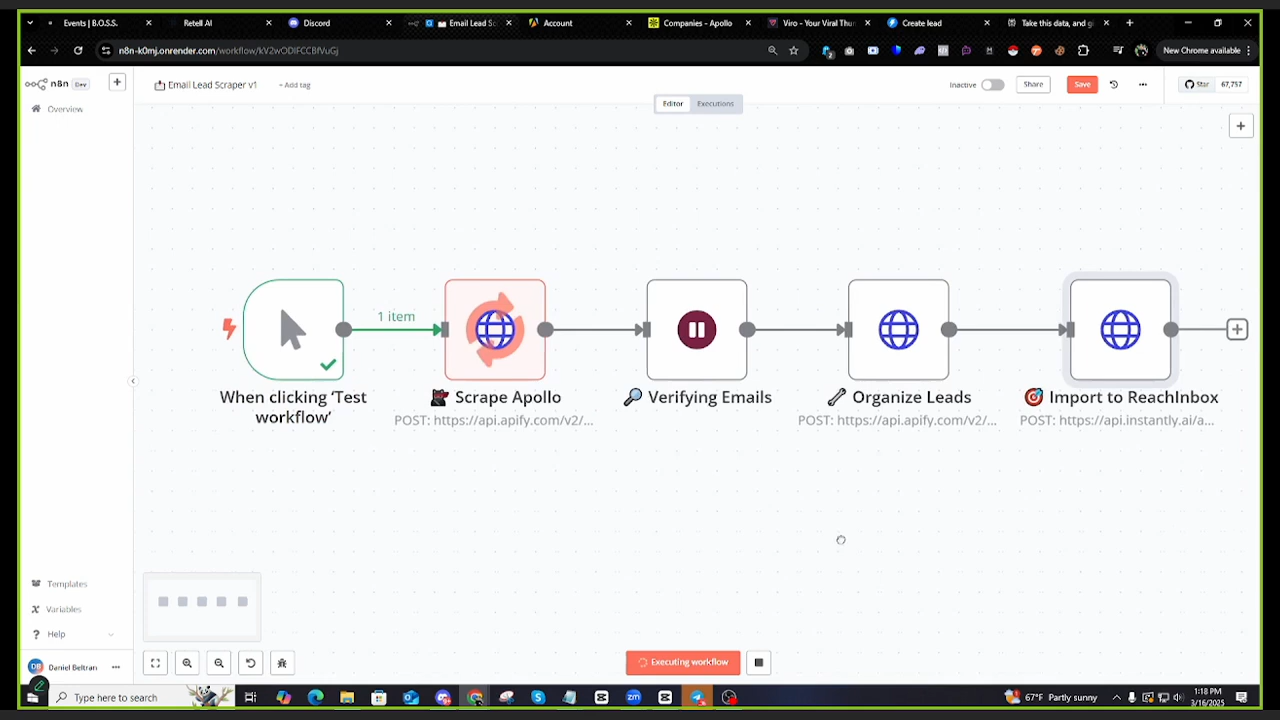 Events | B.O.S.S.
Retell AI
Discord
Email Lead Sc
Account
Companies - Apollo
Viro - Your Viral Thun
Create lead
Take this data, and gi
n8n-k0mj.onrender.com/workflow/kV2wODIFCCBfVuGj
New Chrome available
n8n
Dev
Email Lead Scraper v1
+ Add tag
Inactive
Share
Save
Star
67,757
Overview
Editor
Executions
1 item
When clicking ‘Test
workflow’
Scrape Apollo
POST: https://api.apify.com/v2/...
Verifying Emails
Organize Leads
POST: https://api.apify.com/v2/...
Import to ReachInbox
POST: https://api.instantly.ai/a...
Templates
Variables
Help
DB
Daniel Beltran
Executing workflow
Type here to search
67°F Partly sunny
1:18 PM
3/16/2025